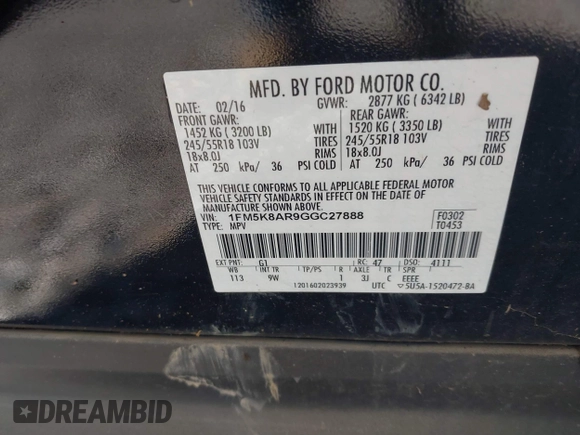 MFD. BY FORD MOTOR CO.
DATE: 02/16 GVWR: 2877 KG ( 6342 LB)
FRONT GAWR: REAR GAWR:
1452 KG ( 3200 LB) WITH 1520 KG ( 3350 LB) WITH
245/55R18 103V TIRES 245/55R18 103V TIRES
18x8.0J RIMS 18x8.0J RIMS
AT 250 kPa/ 36 PSI COLD AT 250 kPa/ 36 PSI COLD
THIS VEHICLE CONFORMS TO ALL APPLICABLE FEDERAL MOTOR
VEHICLE SAFETY STANDARDS IN EFFECT ON THE DATE OF MANUFACTURE
SHOWN ABOVE.
VIN: 1FM5K8AR9GGC27888 F0302
TYPE: MPV T0453
EXT PNT: G1 RC: 47 DSO: 4111
WB INT TR TP/PS R AXLE TR SPR
113 9W 1 3J C EEEE
1201602023939 UTC ▽ 5U5A-1520472-BA
DREAMBID